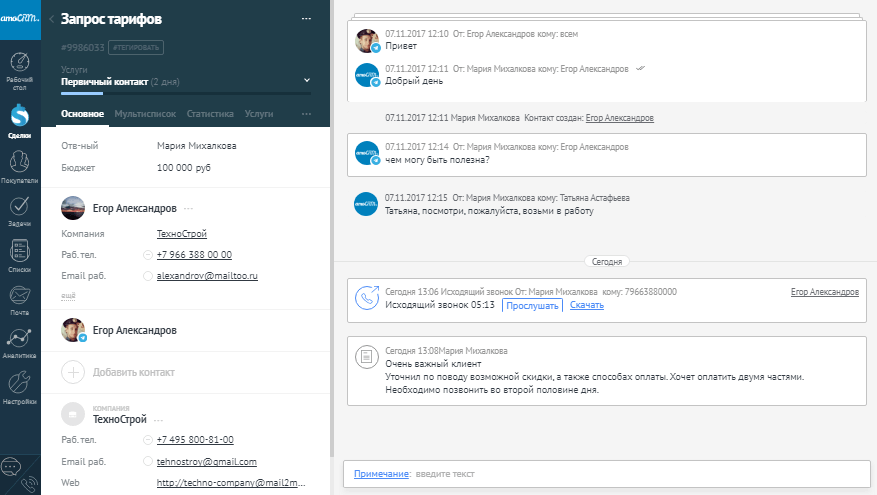 amoCRM.
Рабочий
стол
Сделки
Покупатели
Задачи
Списки
Почта
Аналитика
Настройки
Запрос тарифов
#9986033 #ТЕГИРОВАТЬ
Услуги
Первичный контакт (2 дня)
Основное Мультисписок Статистика Услуги
Отв-ный Мария Михалкова
Бюджет 100 000 руб
Егор Александров
Компания ТехноСтрой
Раб. тел. +7 966 388 00 00
Email раб. alexandrov@mailtoo.ru
ещё
Егор Александров
Добавить контакт
КОМПАНИЯ
ТехноСтрой
Раб. тел. +7 495 800-81-00
Email раб. tehnostroy@gmail.com
Web http://techno-company@mail2m...
07.11.2017 12:10 От: Егор Александров кому: всем
Привет
07.11.2017 12:11 От: Мария Михалкова кому: Егор Александров
Добрый день
07.11.2017 12:11 Мария Михалкова Контакт создан: Егор Александров
07.11.2017 12:14 От: Мария Михалкова кому: Егор Александров
чем могу быть полезна?
07.11.2017 12:15 От: Мария Михалкова кому: Татьяна Астафьева
Татьяна, посмотри, пожалуйста, возьми в работу
Сегодня
Сегодня 13:06 Исходящий звонок От: Мария Михалкова кому: 79663880000 Егор Александров
Исходящий звонок 05:13 Прослушать Скачать
Сегодня 13:08Мария Михалкова
Очень важный клиент
Уточнил по поводу возможной скидки, а также способах оплаты. Хочет оплатить двумя частями.
Необходимо позвонить во второй половине дня.
Примечание: введите текст